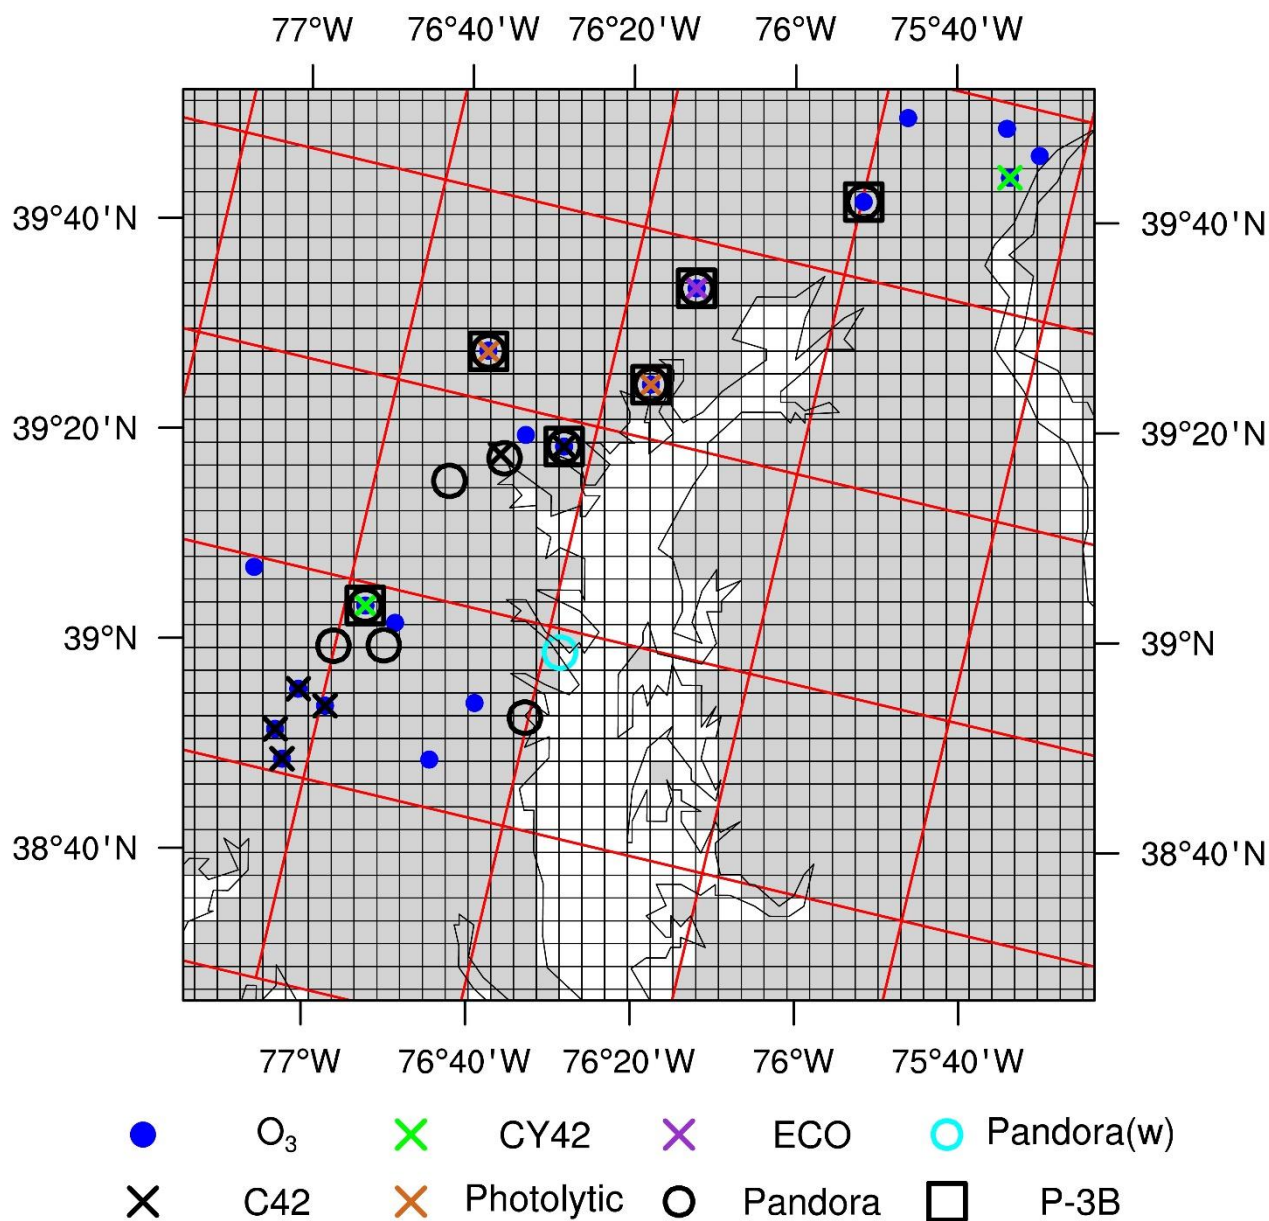 77°W 76°40'W 76°20'W 76°W 75°40'W
39°40'N 39°40'N
39°20'N 39°20'N
39°N 39°N
38°40'N 38°40'N
77°W 76°40'W 76°20'W 76°W 75°40'W
O₃ CY42 ECO Pandora(w)
C42 Photolytic Pandora P-3B